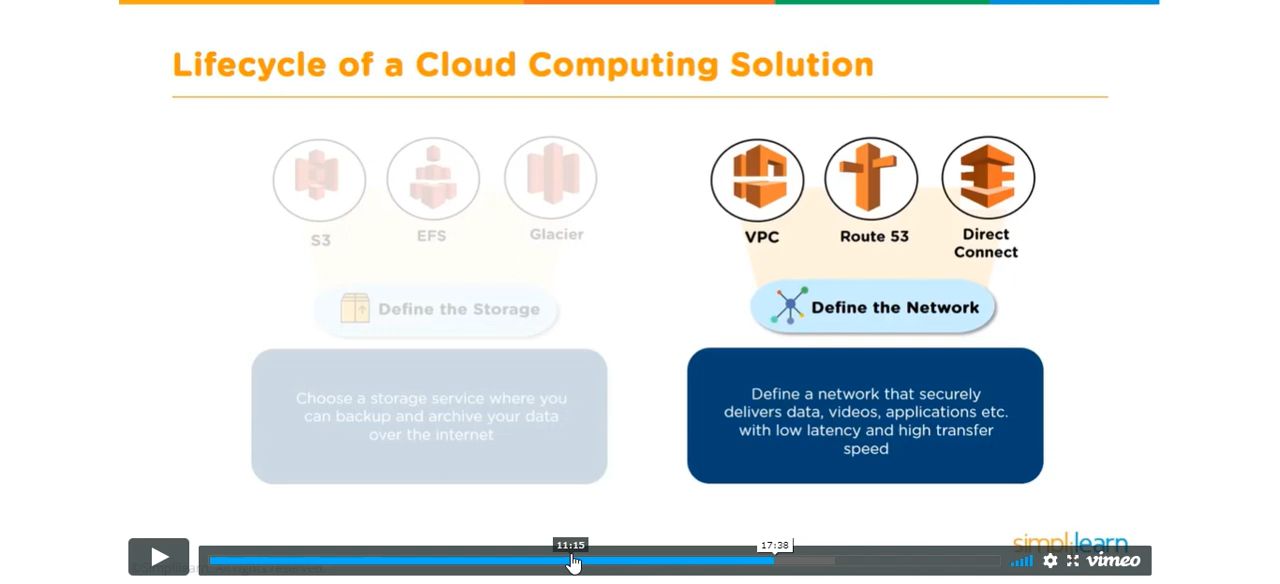 Lifecycle of a Cloud Computing Solution
S3
EFS
Glacier
VPC
Route 53
Direct
Connect
Define the Storage
Define the Network
Choose a storage service where you
can backup and archive your data
over the internet
Define a network that securely
delivers data, videos, applications etc.
with low latency and high transfer
speed
simplilearn
11:15
17:38
vimeo